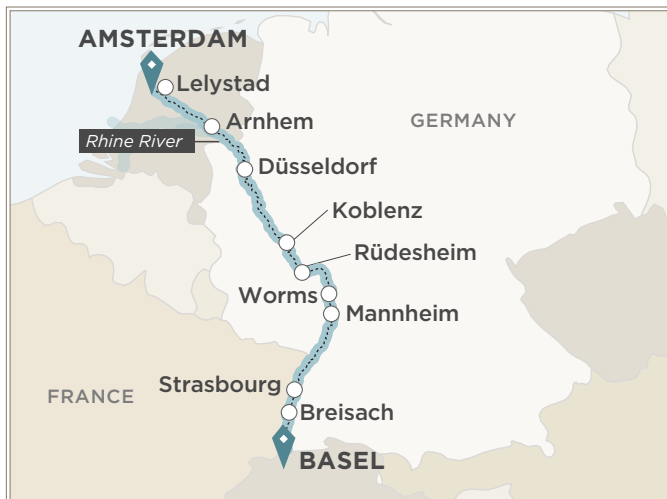 AMSTERDAM
Lelystad
Arnhem
GERMANY
Rhine River
Düsseldorf
Koblenz
Rüdesheim
Worms
Mannheim
Strasbourg
FRANCE
Breisach
BASEL